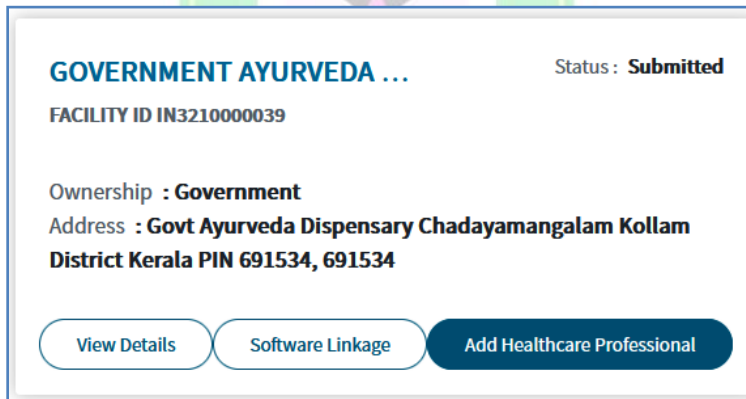 GOVERNMENT AYURVEDA ...
Status : Submitted
FACILITY ID IN3210000039
Ownership : Government
Address : Govt Ayurveda Dispensary Chadayamangalam Kollam
District Kerala PIN 691534, 691534
View Details
Software Linkage
Add Healthcare Professional